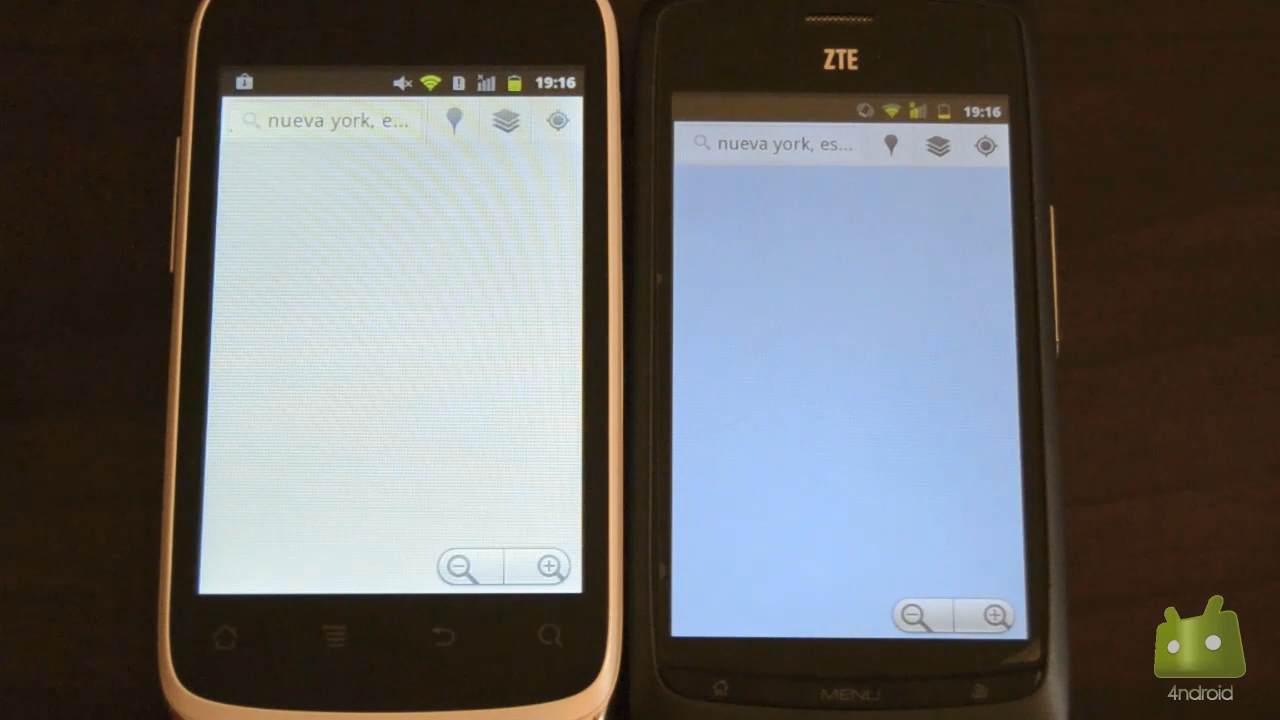 19:16
nueva york, e...
ZTE
19:16
nueva york, es...
MENU
4ndroid